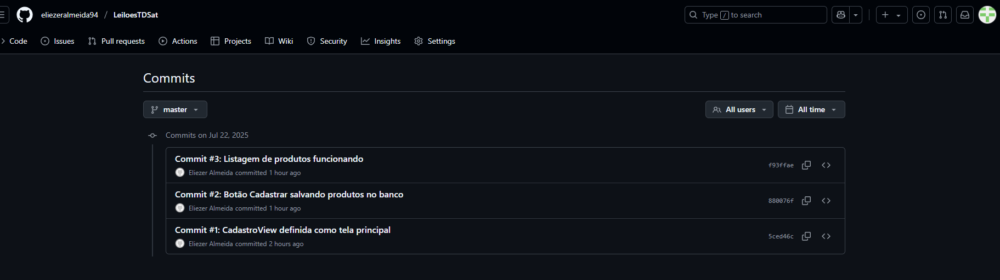 eliezeralmeida94 / LeiloesTDSat
Type / to search
Code Issues Pull requests Actions Projects Wiki Security Insights Settings
Commits
master
All users All time
Commits on Jul 22, 2025
Commit #3: Listagem de produtos funcionando
Eliezer Almeida committed 1 hour ago
f93ffae
Commit #2: Botão Cadastrar salvando produtos no banco
Eliezer Almeida committed 1 hour ago
880076f
Commit #1: CadastroView definida como tela principal
Eliezer Almeida committed 2 hours ago
5ced46c